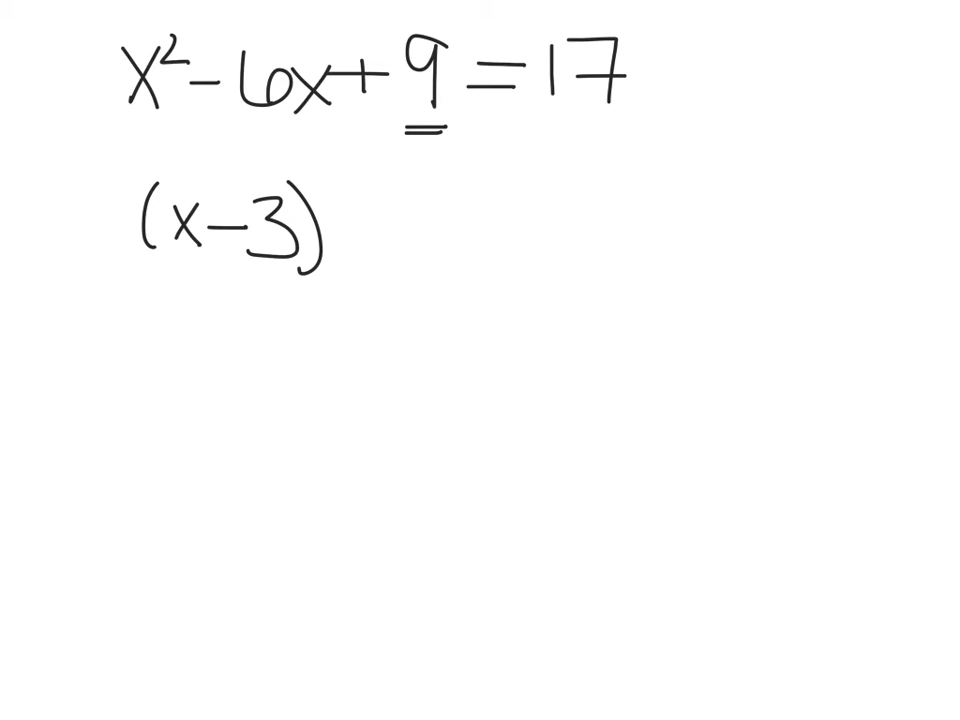 x² - 6x + 9 = 17
(x - 3)